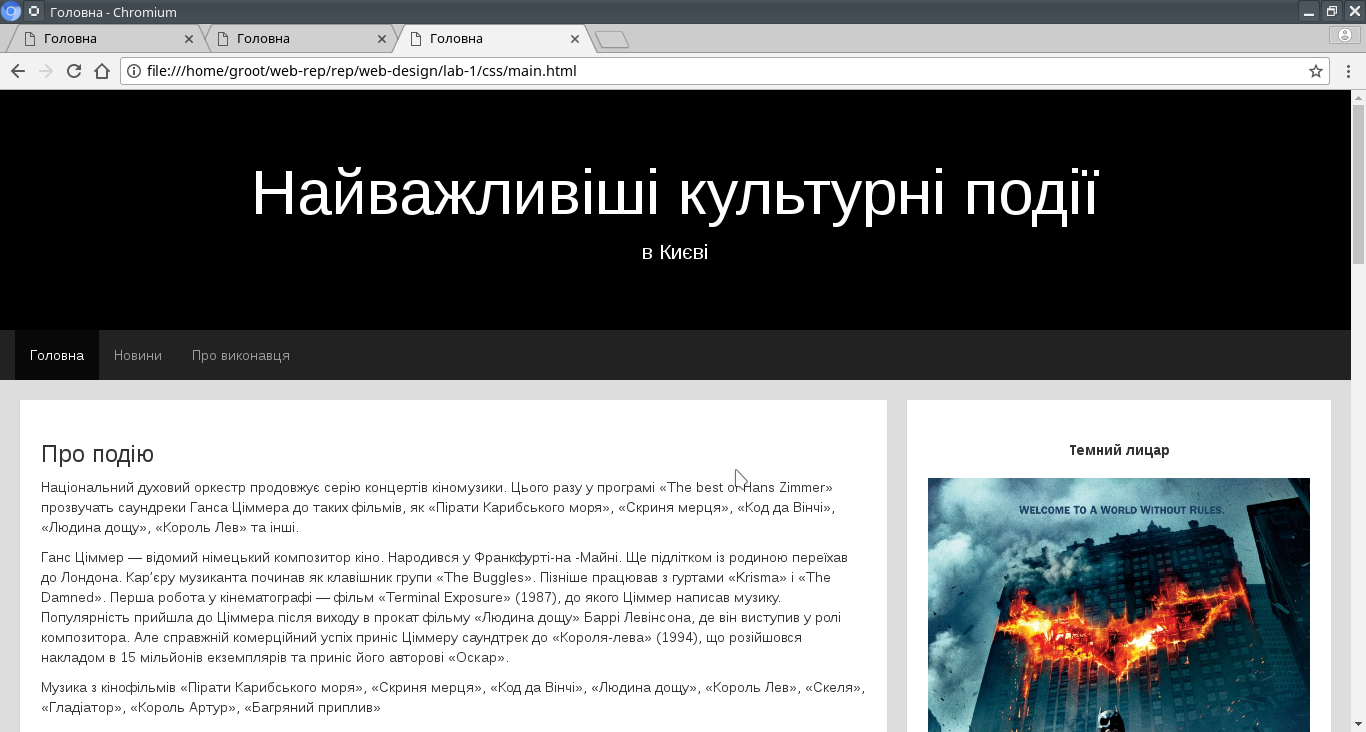 Головна - Chromium
Головна
Головна
Головна
file:///home/groot/web-rep/rep/web-design/lab-1/css/main.html
Найважливіші культурні події
в Києві
Головна
Новини
Про виконавця
Про подію
Національний духовий оркестр продовжує серію концертів кіномузики. Цього разу у програмі «The best of Hans Zimmer»
прозвучать саундреки Ганса Ціммера до таких фільмів, як «Пірати Карибського моря», «Скриня мерця», «Код да Вінчі»,
«Людина дощу», «Король Лев» та інші.
Ганс Ціммер — відомий німецький композитор кіно. Народився у Франкфурті-на -Майні. Ще підлітком із родиною переїхав
до Лондона. Кар’єру музиканта починав як клавішник групи «The Buggles». Пізніше працював з гуртами «Krisma» і «The
Damned». Перша робота у кінематографі — фільм «Terminal Exposure» (1987), до якого Ціммер написав музику.
Популярність прийшла до Ціммера після виходу в прокат фільму «Людина дощу» Баррі Левінсона, де він виступив у ролі
композитора. Але справжній комерційний успіх приніс Ціммеру саундтрек до «Короля-лева» (1994), що розійшовся
накладом в 15 мільйонів екземплярів та приніс його авторові «Оскар».
Музика з кінофільмів «Пірати Карибського моря», «Скриня мерця», «Код да Вінчі», «Людина дощу», «Король Лев», «Скеля»,
«Гладіатор», «Король Артур», «Багряний приплив»
Темний лицар
WELCOME TO A WORLD WITHOUT RULES.